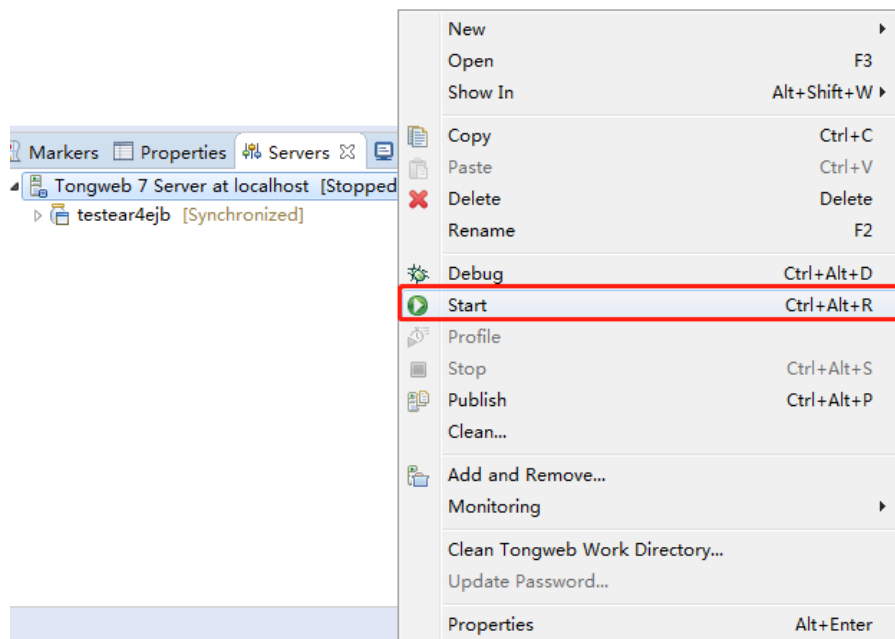 Markers Properties Servers
Tongweb 7 Server at localhost [Stopped
testear4ejb [Synchronized]
New
Open F3
Show In Alt+Shift+W
Copy Ctrl+C
Paste Ctrl+V
Delete Delete
Rename F2
Debug Ctrl+Alt+D
Start Ctrl+Alt+R
Profile
Stop Ctrl+Alt+S
Publish Ctrl+Alt+P
Clean...
Add and Remove...
Monitoring
Clean Tongweb Work Directory...
Update Password...
Properties Alt+Enter